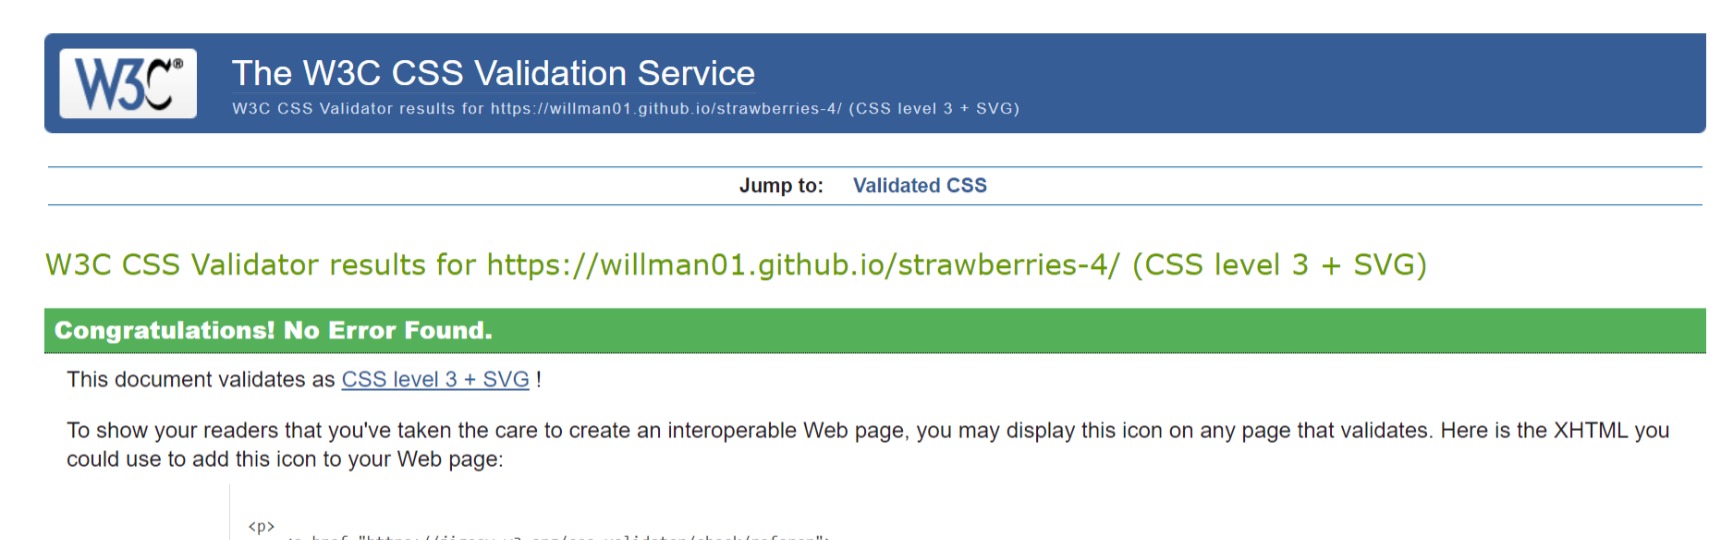 W3C®
The W3C CSS Validation Service
W3C CSS Validator results for https://willman01.github.io/strawberries-4/ (CSS level 3 + SVG)
Jump to: Validated CSS
W3C CSS Validator results for https://willman01.github.io/strawberries-4/ (CSS level 3 + SVG)
Congratulations! No Error Found.
This document validates as CSS level 3 + SVG !
To show your readers that you've taken the care to create an interoperable Web page, you may display this icon on any page that validates. Here is the XHTML you
could use to add this icon to your Web page:
<p>